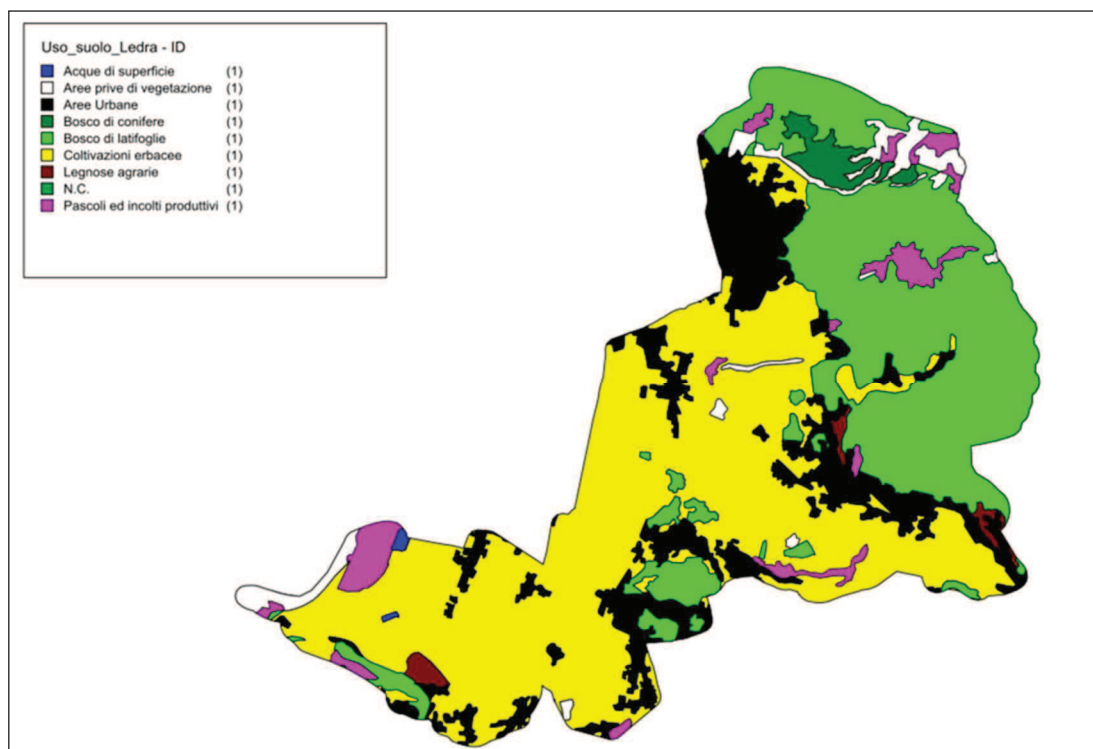 Uso_suolo_Ledra - ID
Acque di superficie (1)
Aree prive di vegetazione (1)
Aree Urbane (1)
Bosco di conifere (1)
Bosco di latifoglie (1)
Coltivazioni erbacee (1)
Legnose agrarie (1)
N.C. (1)
Pascoli ed incolti produttivi (1)